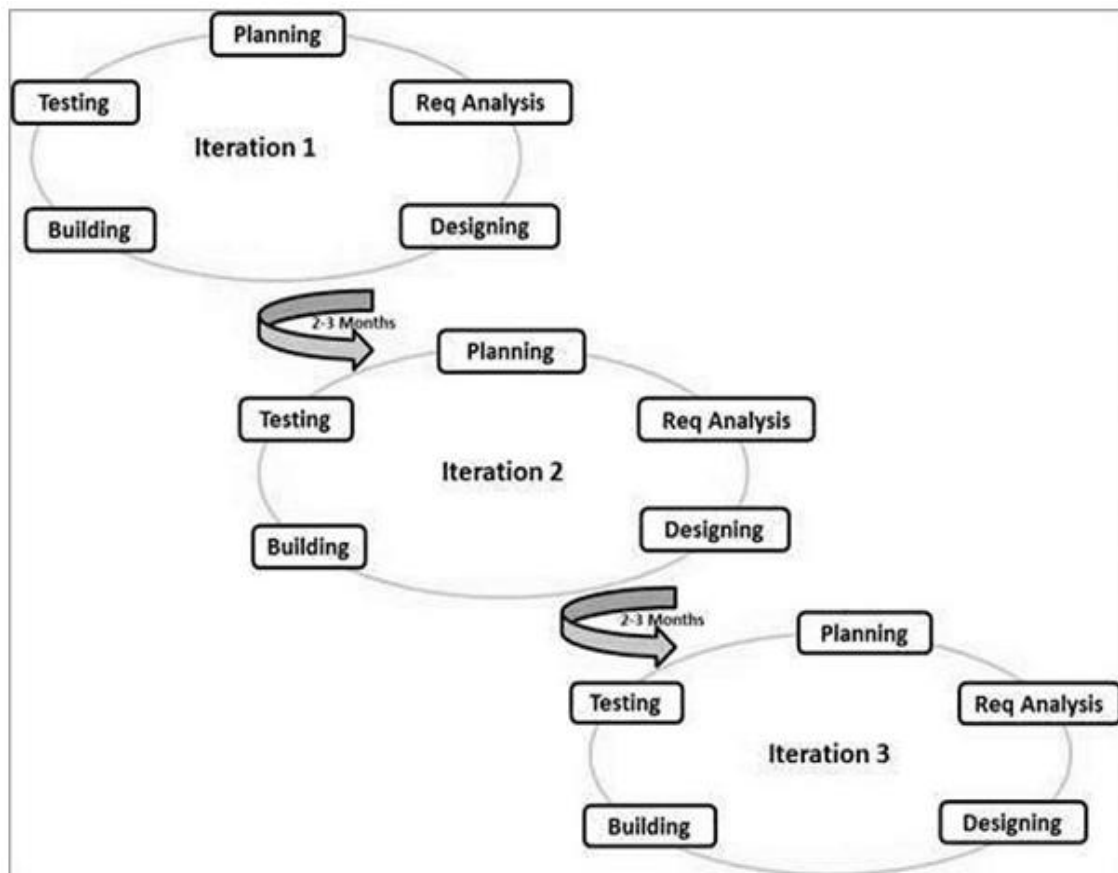 Planning
Testing
Req Analysis
Iteration 1
Building
Designing
2-3 Months
Planning
Testing
Req Analysis
Iteration 2
Building
Designing
2-3 Months
Planning
Testing
Req Analysis
Iteration 3
Building
Designing